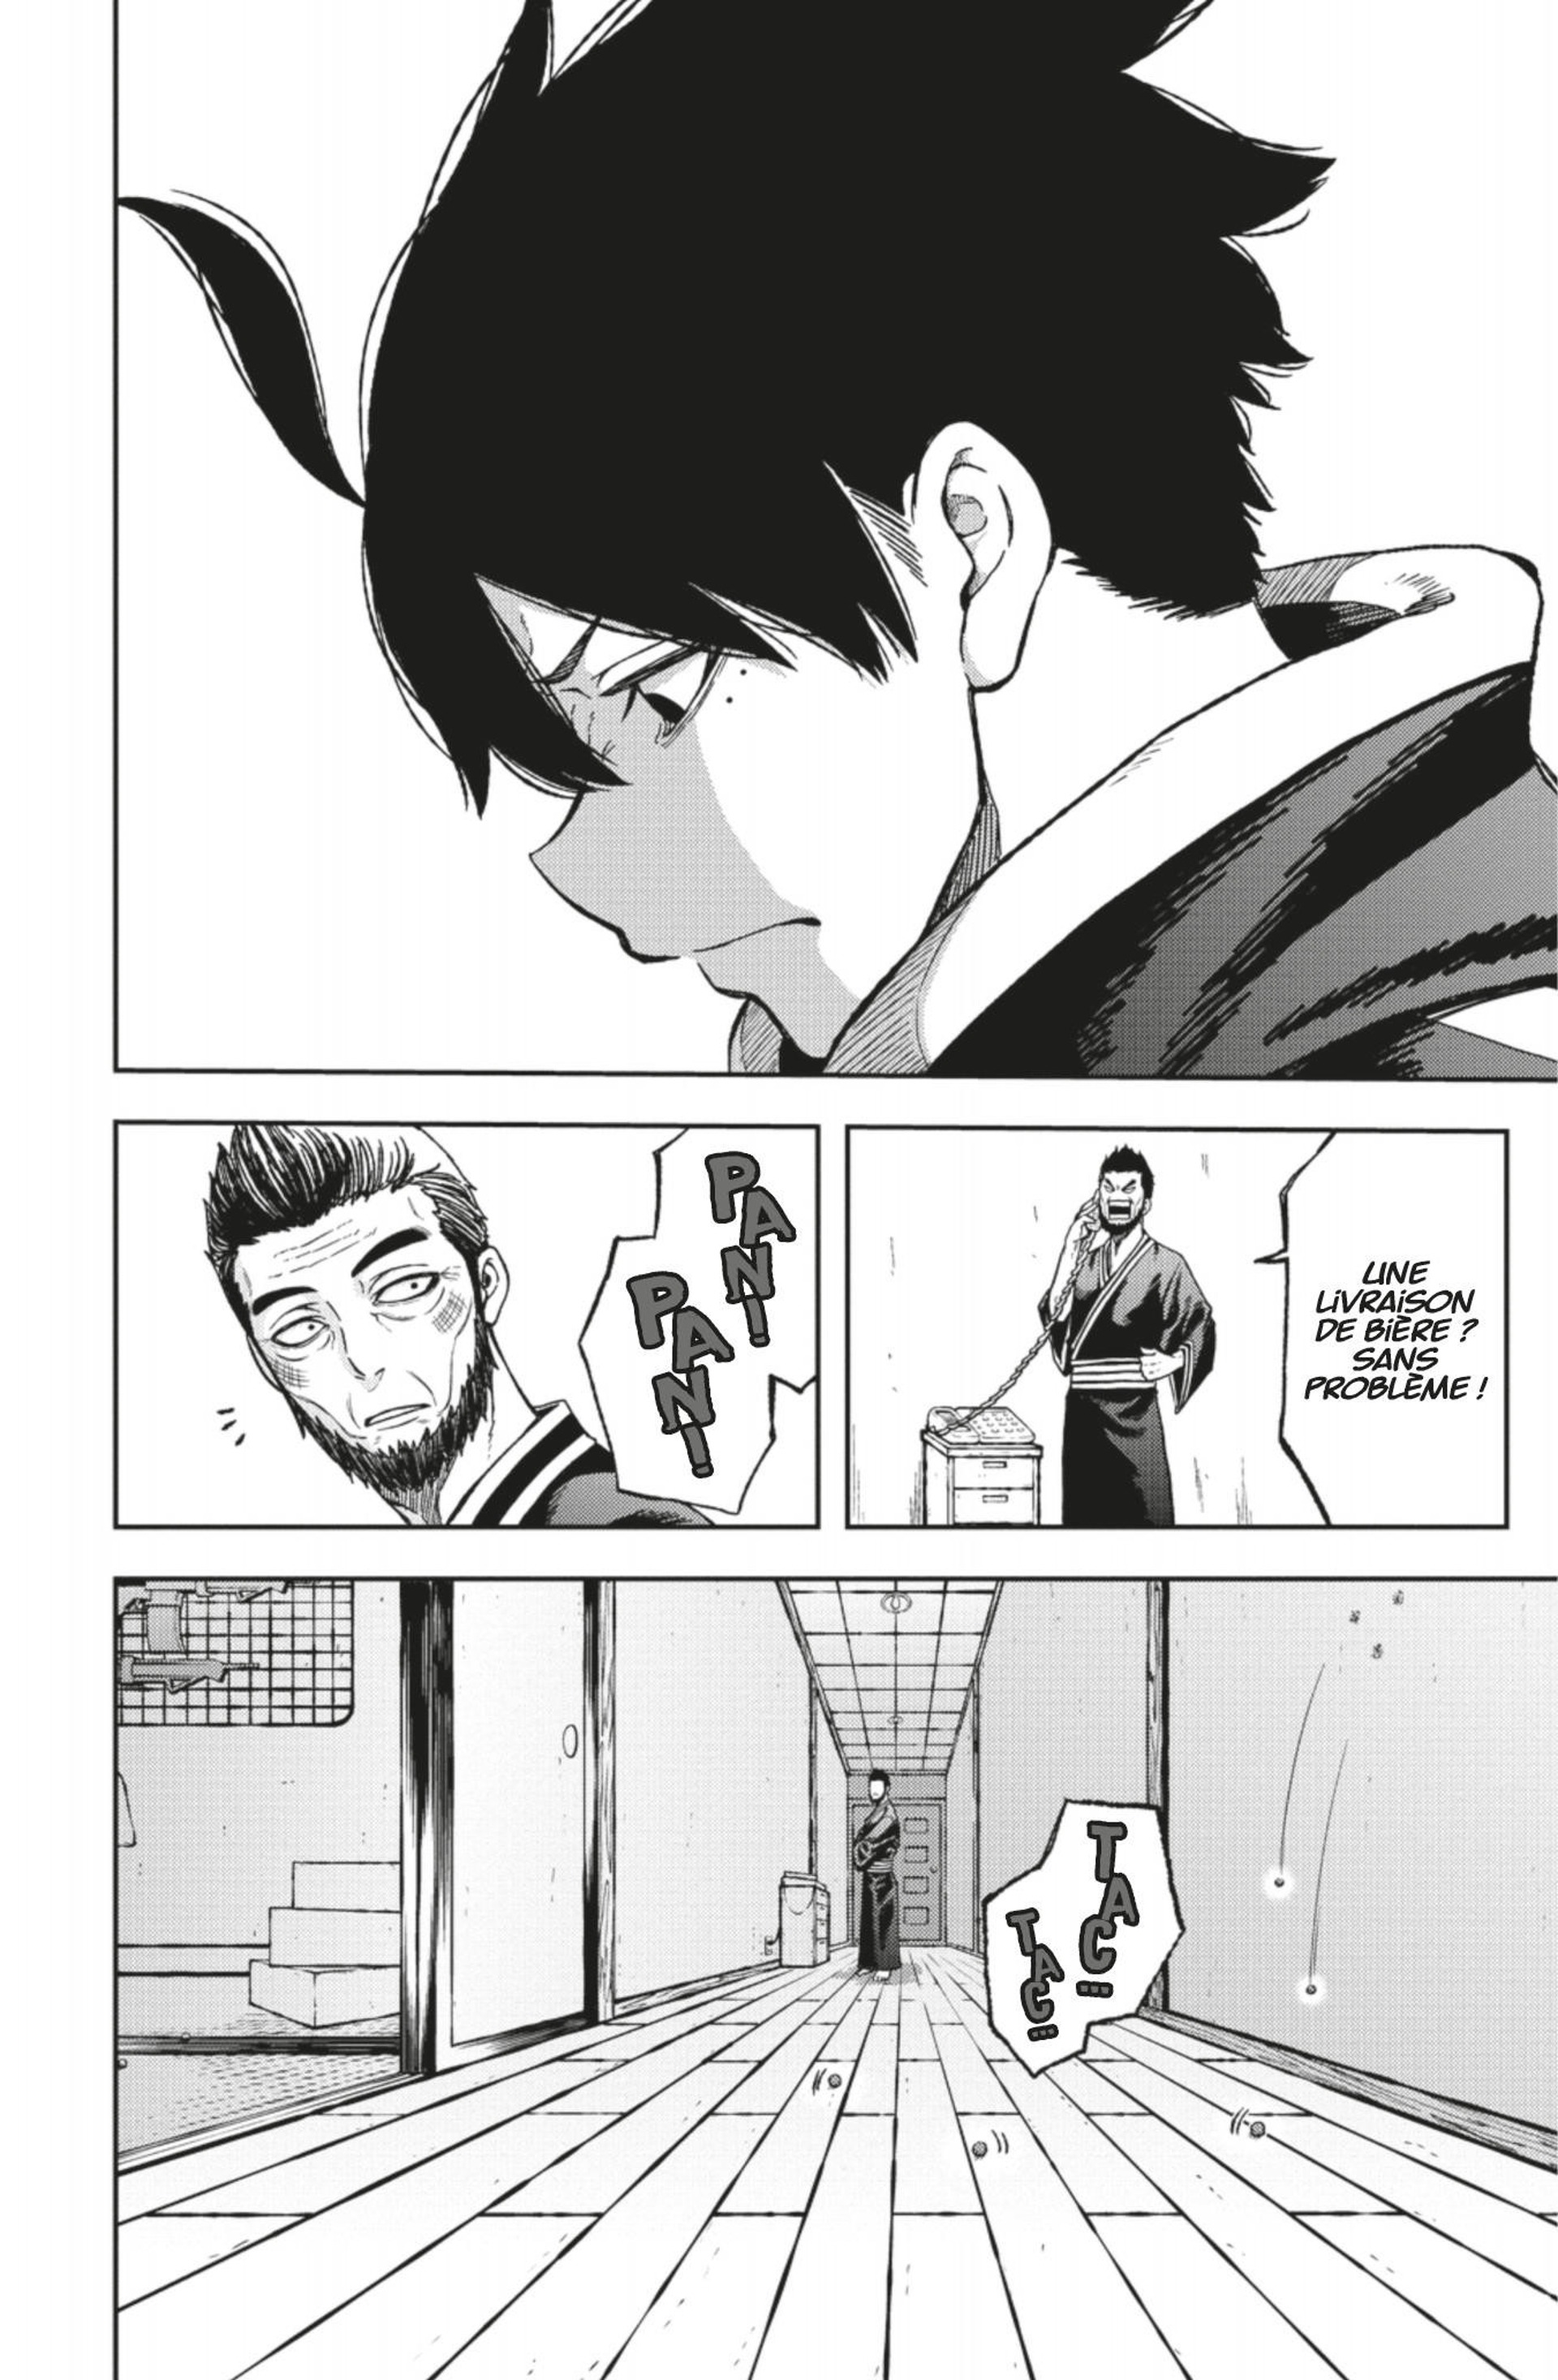 UNE
LiVRAiSON
DE BiÈRE ?
SANS
PROBLÈME !
PAN!
PAN!
TAC...
TAC...